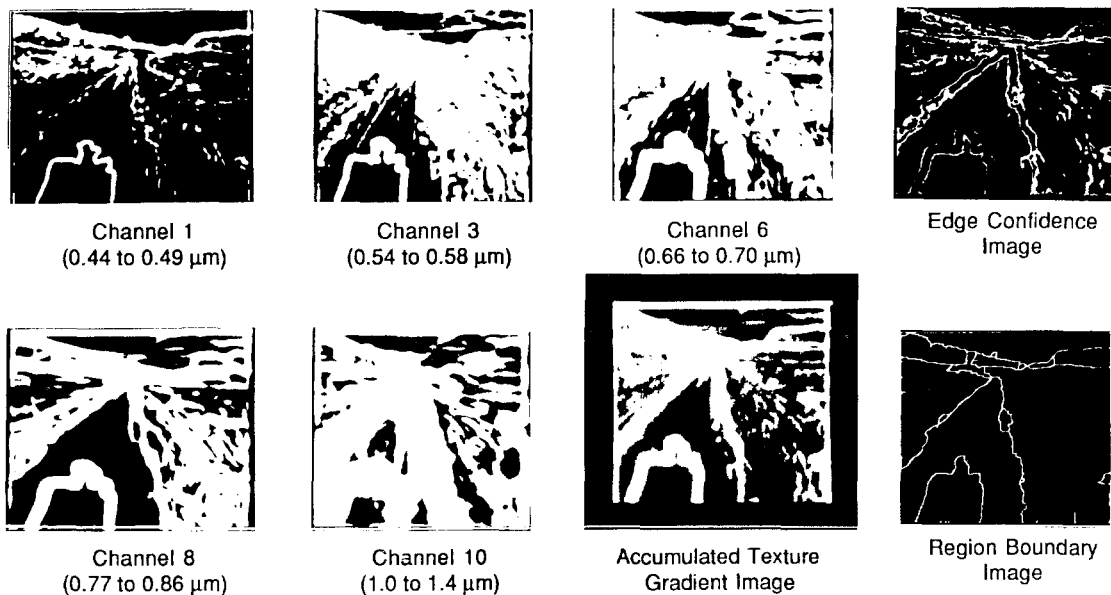 Channel 1
(0.44 to 0.49 µm)
Channel 3
(0.54 to 0.58 µm)
Channel 6
(0.66 to 0.70 µm)
Edge Confidence
Image
Channel 8
(0.77 to 0.86 µm)
Channel 10
(1.0 to 1.4 µm)
Accumulated Texture
Gradient Image
Region Boundary
Image